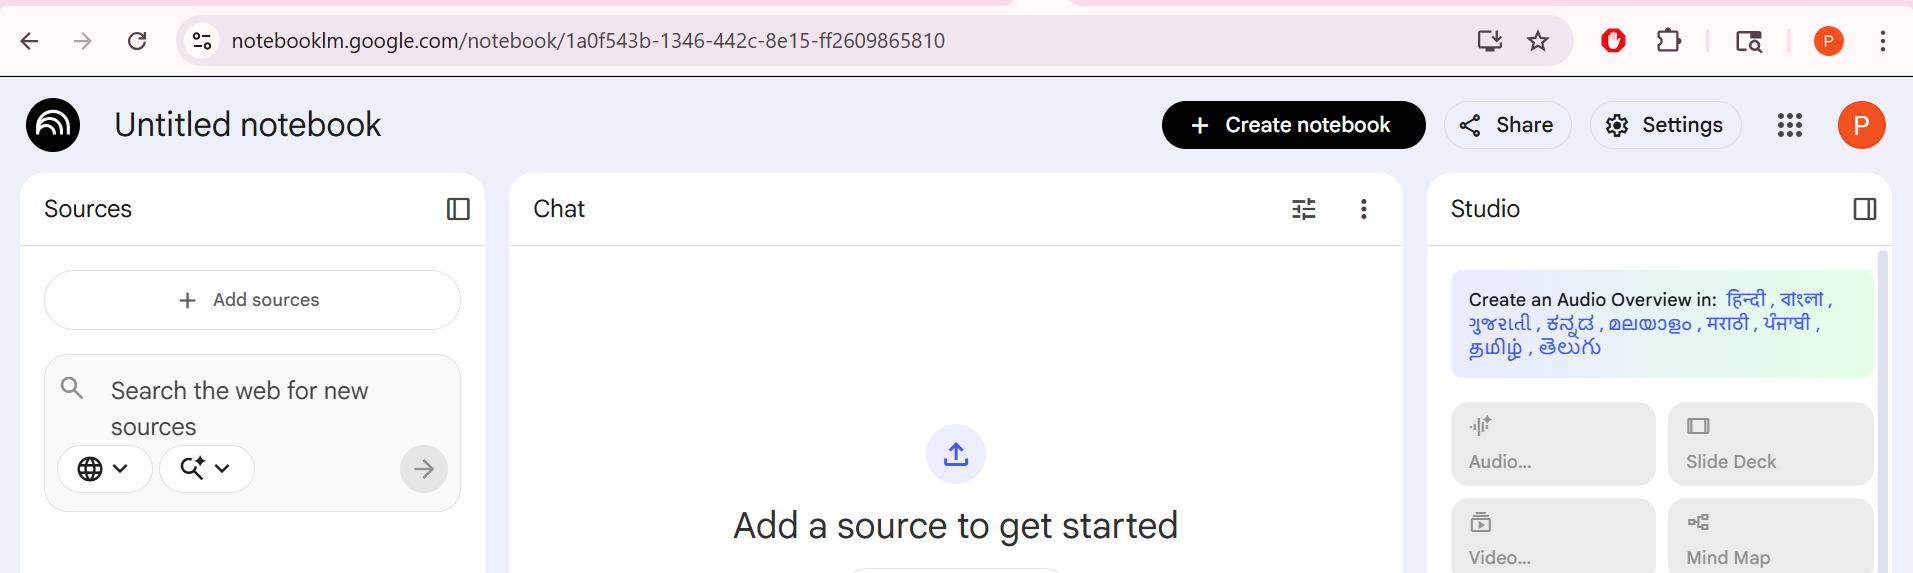 notebooklm.google.com/notebook/1a0f543b-1346-442c-8e15-ff2609865810
P
Untitled notebook
+ Create notebook
Share
Settings
P
Sources
+ Add sources
Search the web for new
sources
Chat
Add a source to get started
Studio
Create an Audio Overview in: हिन्दी , বাংলা ,
ગુજરાતી , ಕನ್ನಡ , മലയാളം , मराठी , ਪੰਜਾਬੀ ,
தமிழ் , తెలుగు
Audio...
Slide Deck
Video...
Mind Map